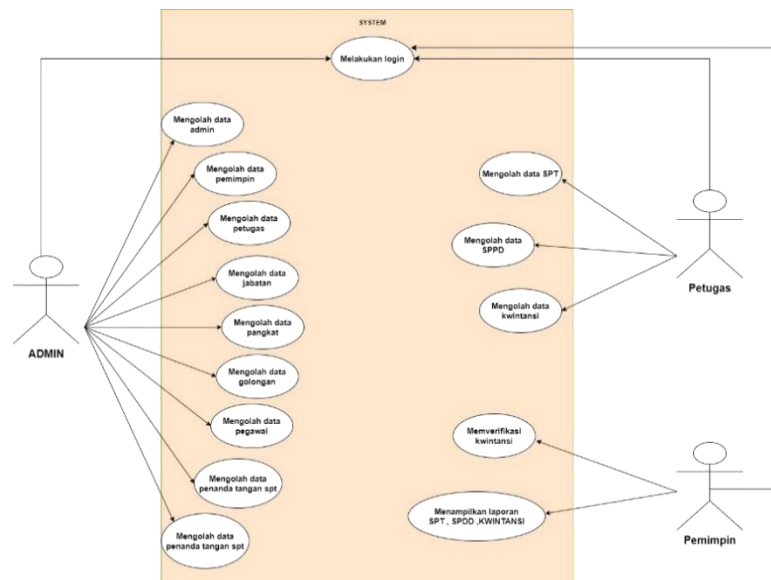 SYSTEM
Melakukan login
Mengolah data
admin
Mengolah data
pemimpin
Mengolah data
petugas
Mengolah data
jabatan
Mengolah data
pangkat
Mengolah data
golongan
Mengolah data
pegawai
Mengolah data
penanda tangan spt
Mengolah data
penanda tangan spt
ADMIN
Mengolah data SPT
Mengolah data
SPPD
Mengolah data
kwintansi
Petugas
Memverifikasi
kwintansi
Menampilkan laporan
SPT , SPDD ,KWINTANSI
Pemimpin